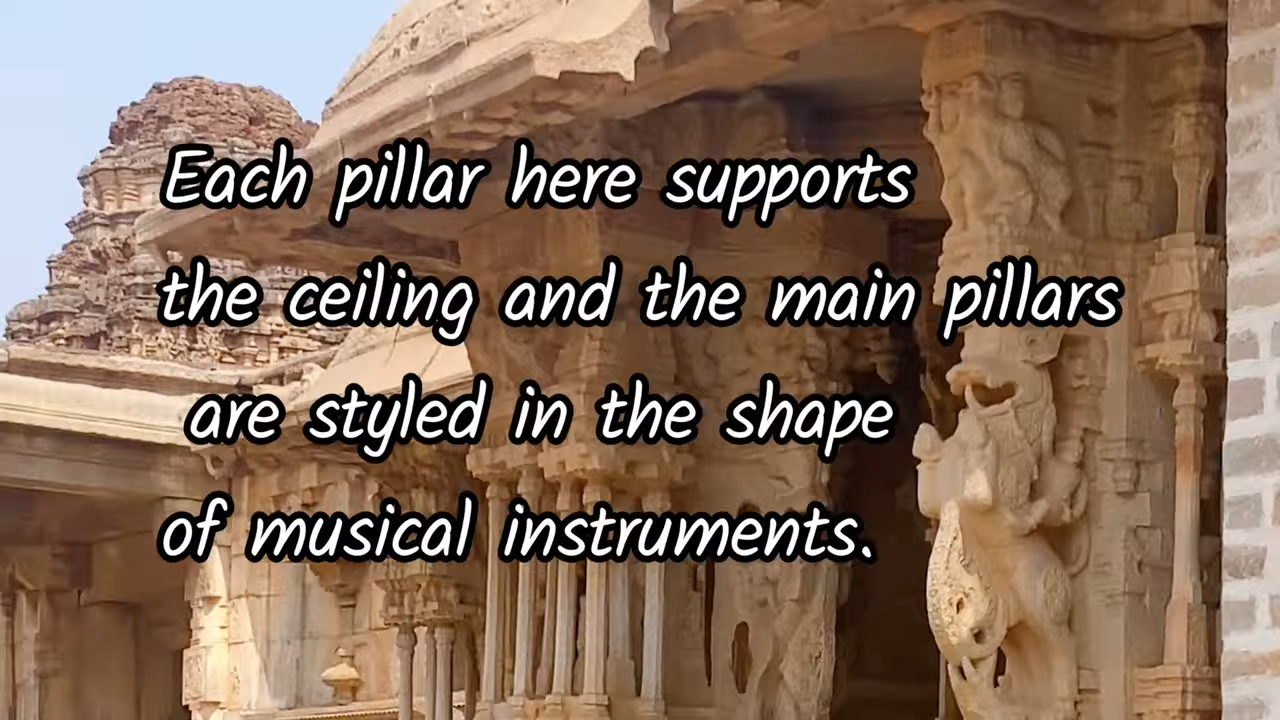 Each pillar here supports
the ceiling and the main pillars
are styled in the shape
of musical instruments.